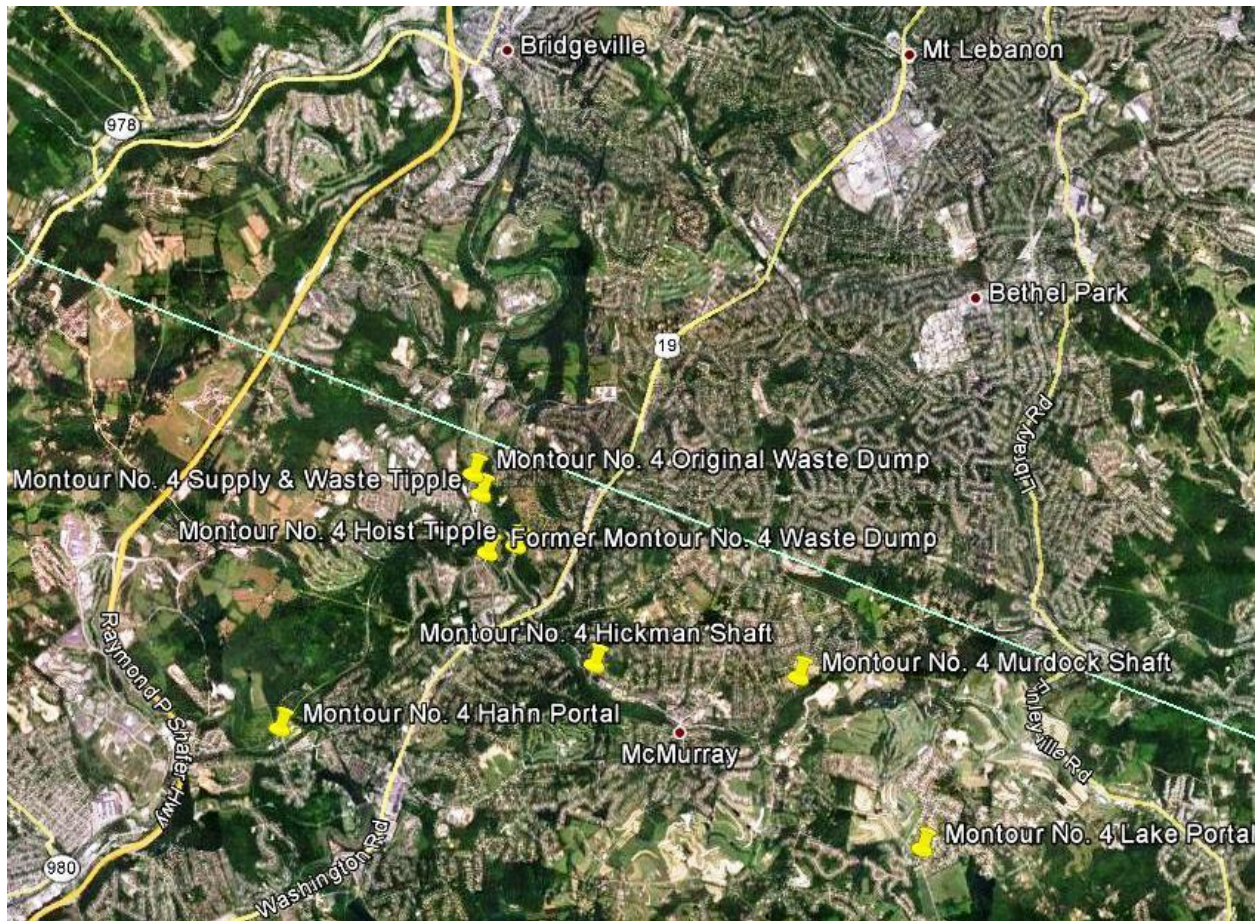 Bridgeville
Mt Lebanon
978
Bethel Park
19
Library Rd
Montour No. 4 Original Waste Dump
Montour No. 4 Supply & Waste Tipple
Montour No. 4 Hoist Tipple
Former Montour No. 4 Waste Dump
Raymond P Shafer Hwy
Montour No. 4 Hickman Shaft
Montour No. 4 Murdock Shaft
Montour No. 4 Hahn Portal
Finleyville Rd
McMurray
Montour No. 4 Lake Portal
980
Washington Rd